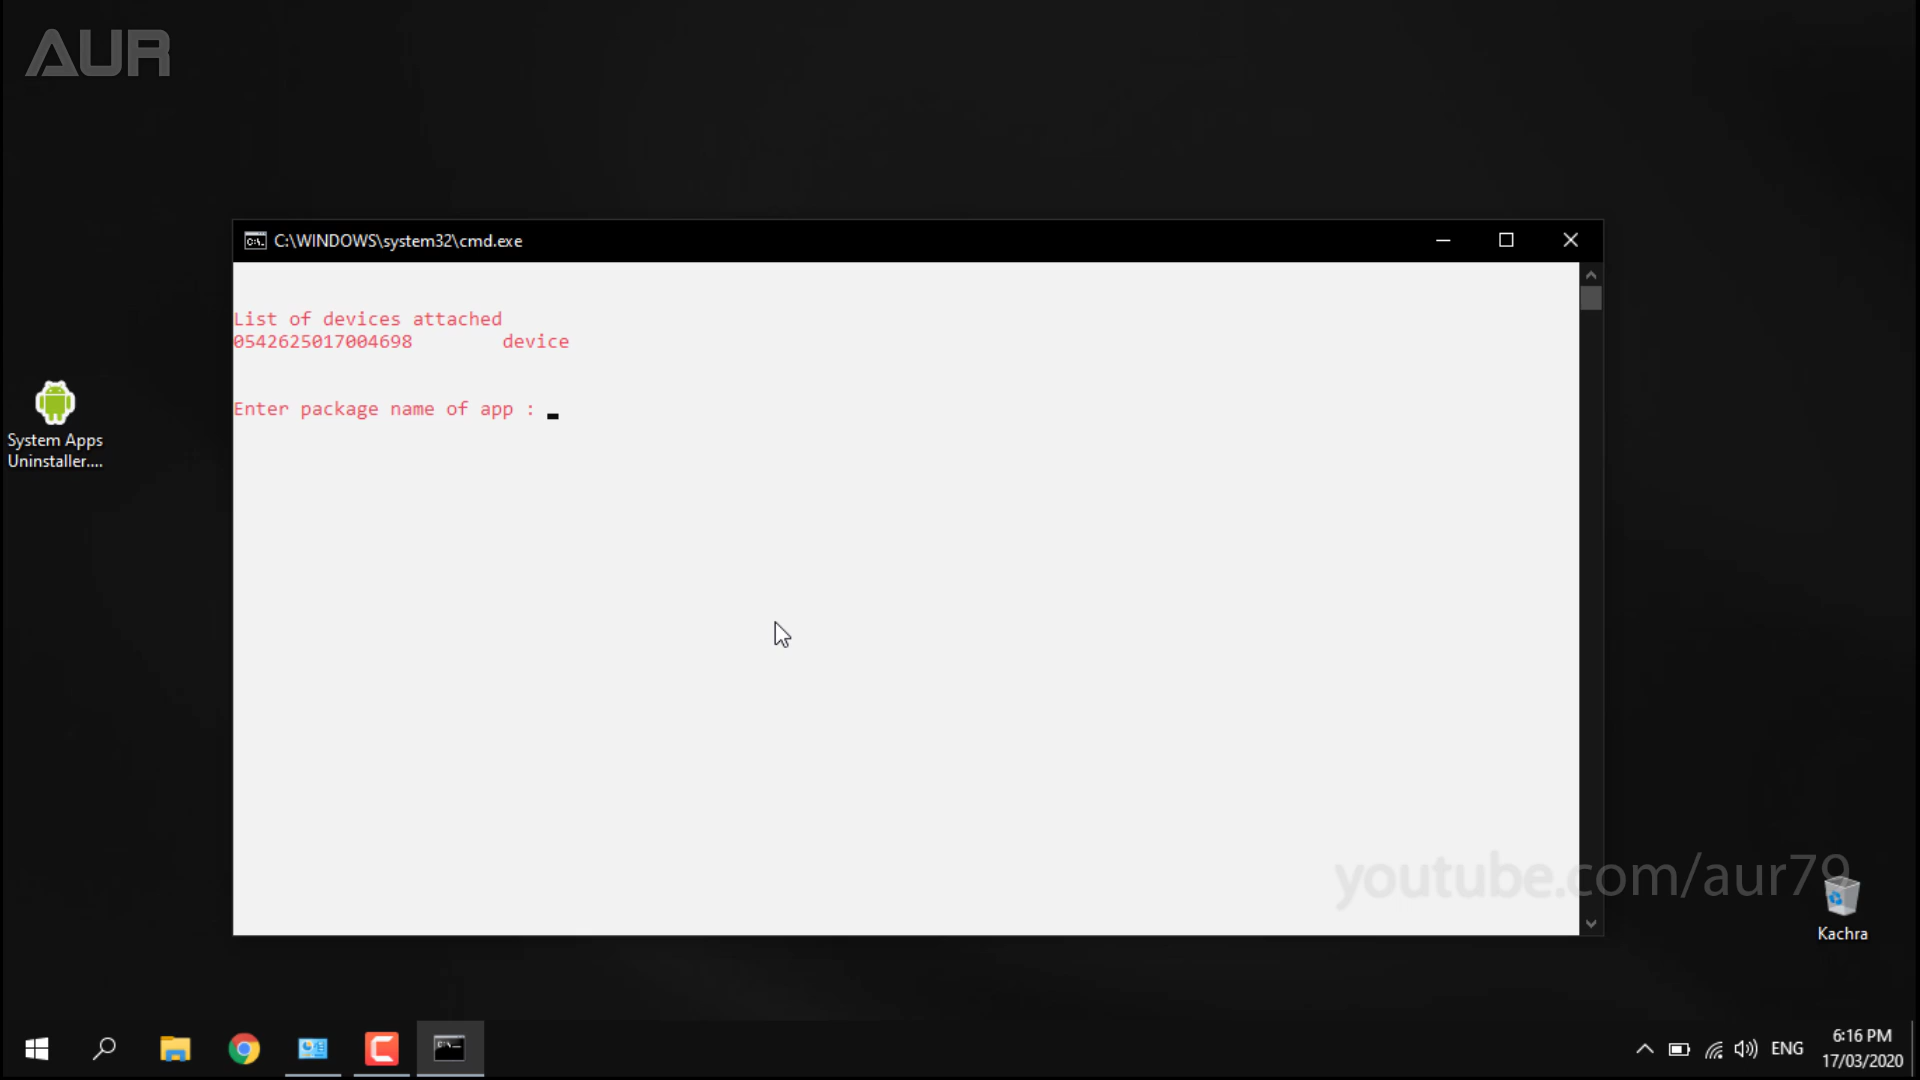 AUR
C:\WINDOWS\system32\cmd.exe
List of devices attached
0542625017004698 device
Enter package name of app :
System Apps
Uninstaller....
youtube.com/aur79
Kachra
ENG
6:16 PM
17/03/2020